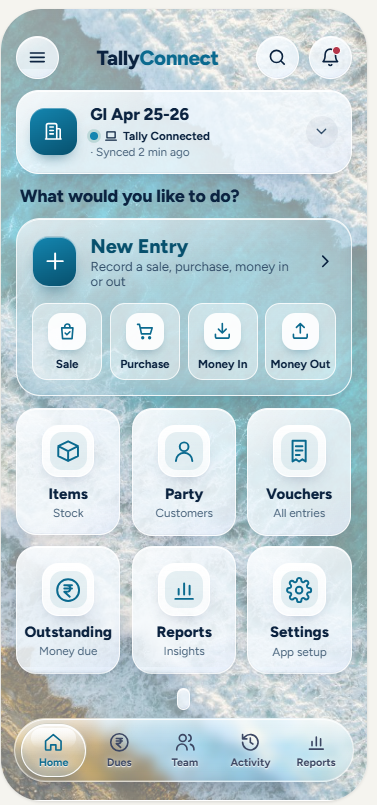 TallyConnect
GI Apr 25-26
Tally Connected
· Synced 2 min ago
What would you like to do?
New Entry
Record a sale, purchase, money in
or out
Sale Purchase Money In Money Out
Items Party Vouchers
Stock Customers All entries
₹
Outstanding Reports Settings
Money due Insights App setup
₹
Home Dues Team Activity Reports